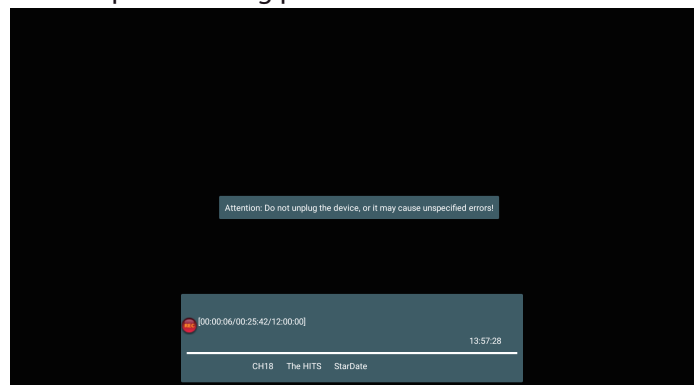 Attention: Do not unplug the device, or it may cause unspecified errors!
REC [00:00:06/00:25:42/12:00:00]
13:57:28
CH18 The HITS StarDate